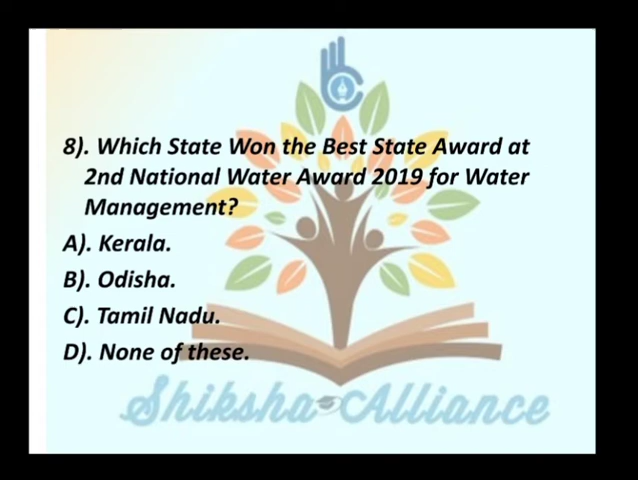 8). Which State Won the Best State Award at
2nd National Water Award 2019 for Water
Management?
A). Kerala.
B). Odisha.
C). Tamil Nadu.
D). None of these.
Shiksha Alliance